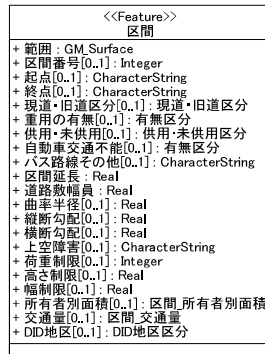 <<Feature>>
区間
+ 範囲 : GM_Surface
+ 区間番号[0..1] : Integer
+ 起点[0..1] : CharacterString
+ 終点[0..1] : CharacterString
+ 現道・旧道区分[0..1] : 現道・旧道区分
+ 重用の有無[0..1] : 有無区分
+ 供用・未供用[0..1] : 供用・未供用区分
+ 自動車交通不能[0..1] : 有無区分
+ バス路線その他[0..1] : CharacterString
+ 区間延長 : Real
+ 道路敷幅員 : Real
+ 曲率半径[0..1] : Real
+ 縦断勾配[0..1] : Real
+ 横断勾配[0..1] : Real
+ 上空障害[0..1] : CharacterString
+ 荷重制限[0..1] : Integer
+ 高さ制限[0..1] : Real
+ 幅制限[0..1] : Real
+ 所有者別面積[0..1] : 区間_所有者別面積
+ 交通量[0..1] : 区間_交通量
+ DID地区[0..1] : DID地区区分